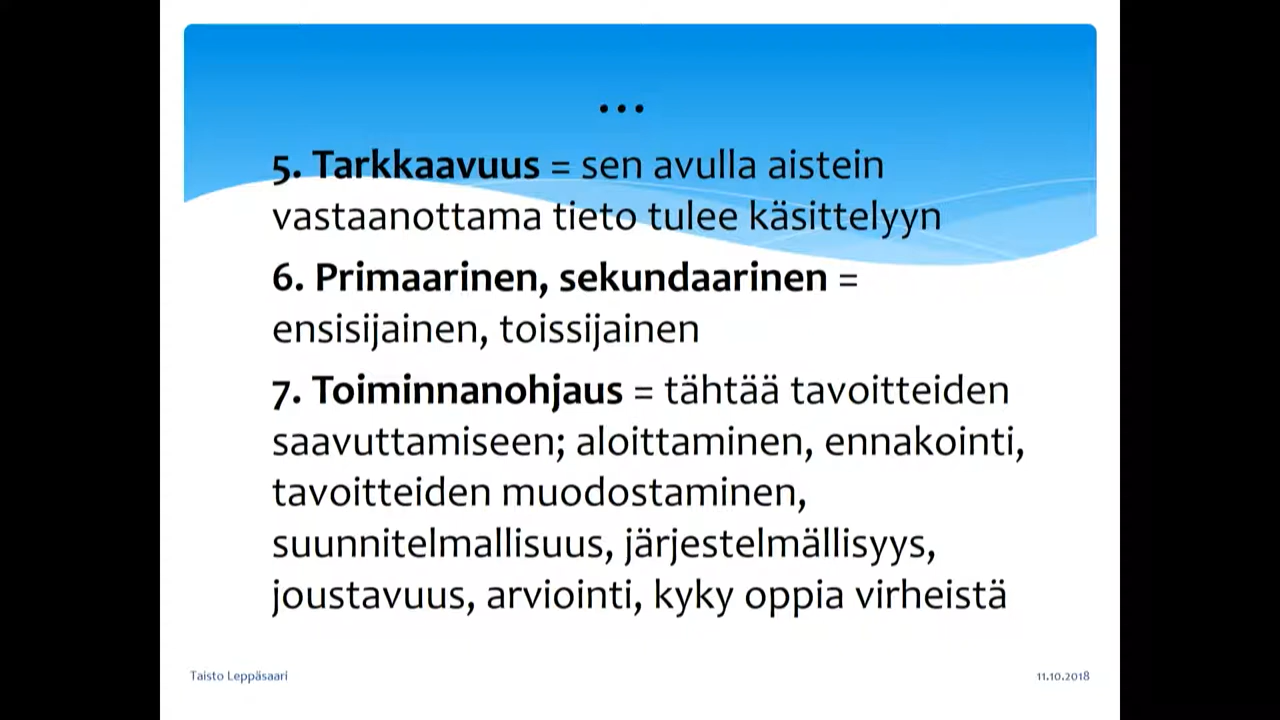 ...
5. Tarkkaavuus = sen avulla aistein
vastaanottama tieto tulee käsittelyyn
6. Primaarinen, sekundaarinen =
ensisijainen, toissijainen
7. Toiminnanohjaus = tähtää tavoitteiden
saavuttamiseen; aloittaminen, ennakointi,
tavoitteiden muodostaminen,
suunnitelmallisuus, järjestelmällisyys,
joustavuus, arviointi, kyky oppia virheistä
Taisto Leppäsaari
11.10.2018